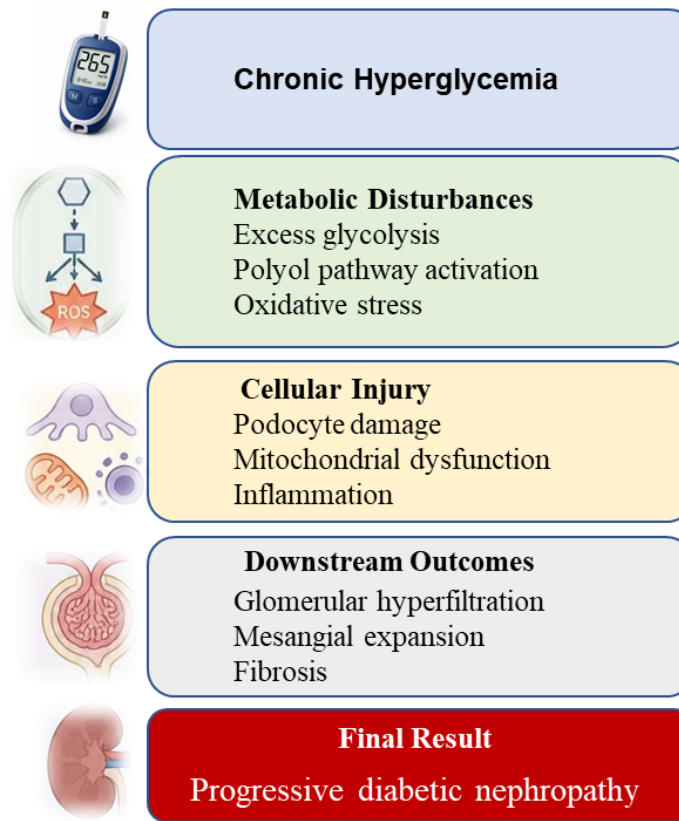 265
M
S
Chronic Hyperglycemia
Metabolic Disturbances
Excess glycolysis
Polyol pathway activation
Oxidative stress
ROS
Cellular Injury
Podocyte damage
Mitochondrial dysfunction
Inflammation
Downstream Outcomes
Glomerular hyperfiltration
Mesangial expansion
Fibrosis
Final Result
Progressive diabetic nephropathy